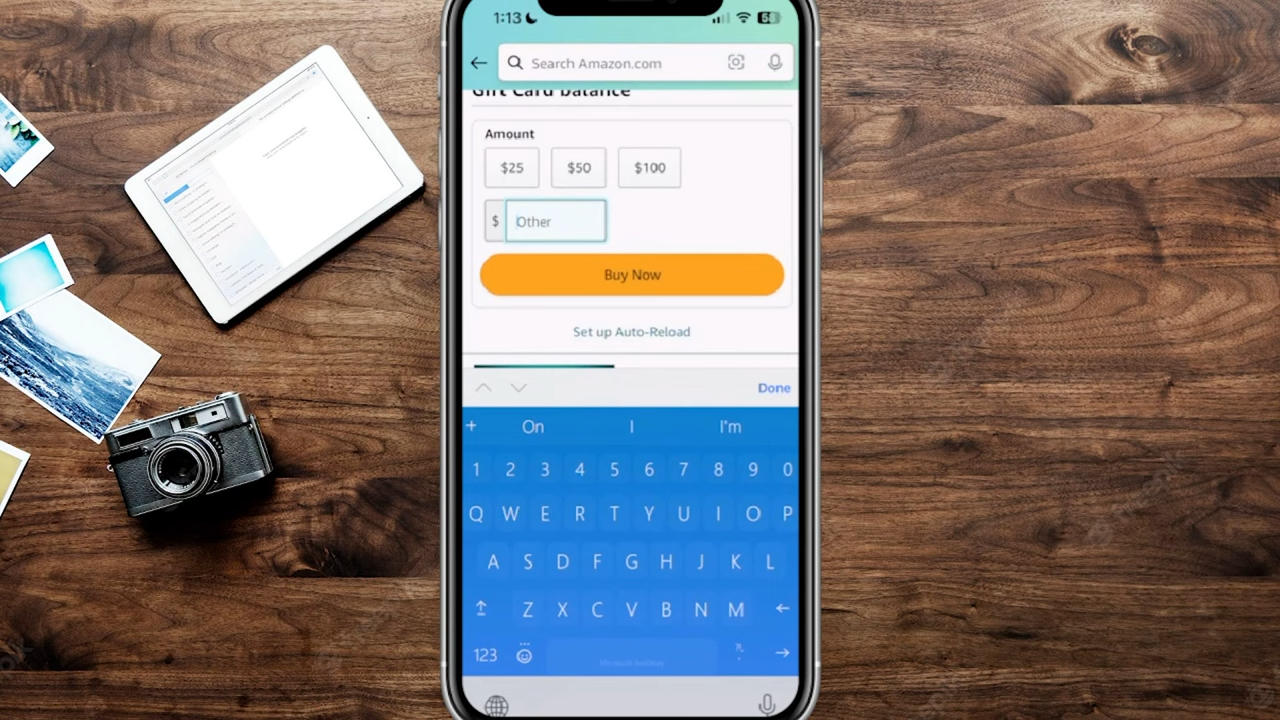 1:13
Search Amazon.com
Gift Card balance
Amount
$25 $50 $100
$ Other
Buy Now
Set up Auto-Reload
Done
+ On I I'm
1 2 3 4 5 6 7 8 9 0
Q W E R T Y U I O P
A S D F G H J K L
Z X C V B N M
123